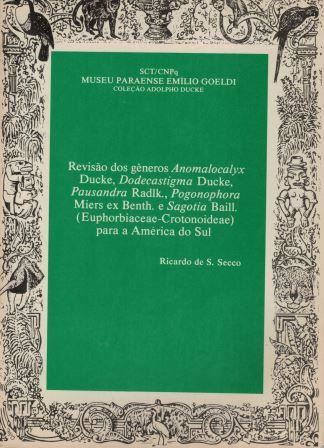 SCT/CNPq
MUSEU PARAENSE EMÍLIO GOELDI
COLEÇÃO ADOLPHO DUCKE
Revisão dos gêneros Anomalocalyx
Ducke, Dodecastigma Ducke,
Pausandra Radlk., Pogonophora
Miers ex Benth. e Sagotia Baill.
(Euphorbiaceae-Crotonoideae)
para a América do Sul
Ricardo de S. Secco